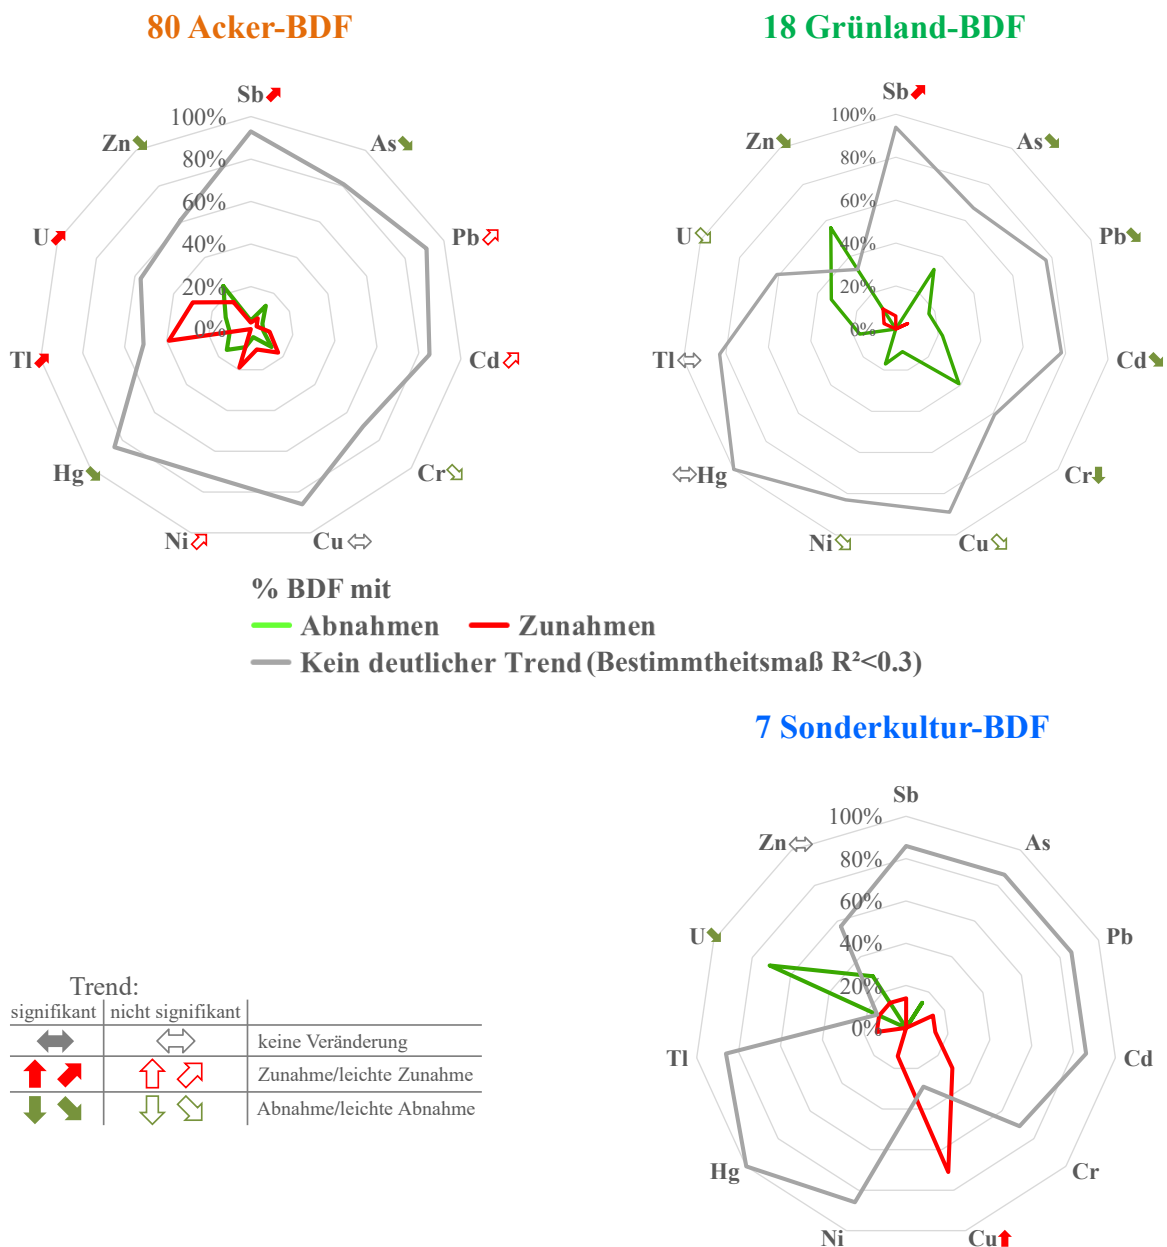 80 Acker-BDF
Sb
As
Pb
Cd
Cr
Cu
Ni
Hg
Tl
U
Zn
100%
80%
60%
40%
20%
0%
18 Grünland-BDF
Sb
As
Pb
Cd
Cr
Cu
Ni
Hg
Tl
U
Zn
100%
80%
60%
40%
20%
0%
% BDF mit
Abnahmen Zunahmen
Kein deutlicher Trend (Bestimmtheitsmaß R²<0.3)
7 Sonderkultur-BDF
Sb
As
Pb
Cd
Cr
Cu
Ni
Hg
Tl
U
Zn
100%
80%
60%
40%
20%
0%
Trend:
signifikant nicht signifikant
keine Veränderung
Zunahme/leichte Zunahme
Abnahme/leichte Abnahme